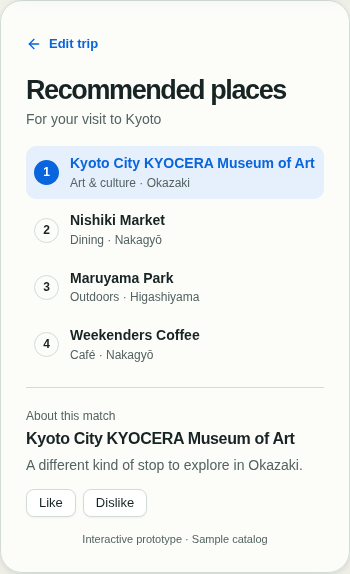 ← Edit trip
Recommended places
For your visit to Kyoto
1 Kyoto City KYOCERA Museum of Art
Art & culture · Okazaki
2 Nishiki Market
Dining · Nakagyō
3 Maruyama Park
Outdoors · Higashiyama
4 Weekenders Coffee
Café · Nakagyō
About this match
Kyoto City KYOCERA Museum of Art
A different kind of stop to explore in Okazaki.
Like Dislike
Interactive prototype · Sample catalog